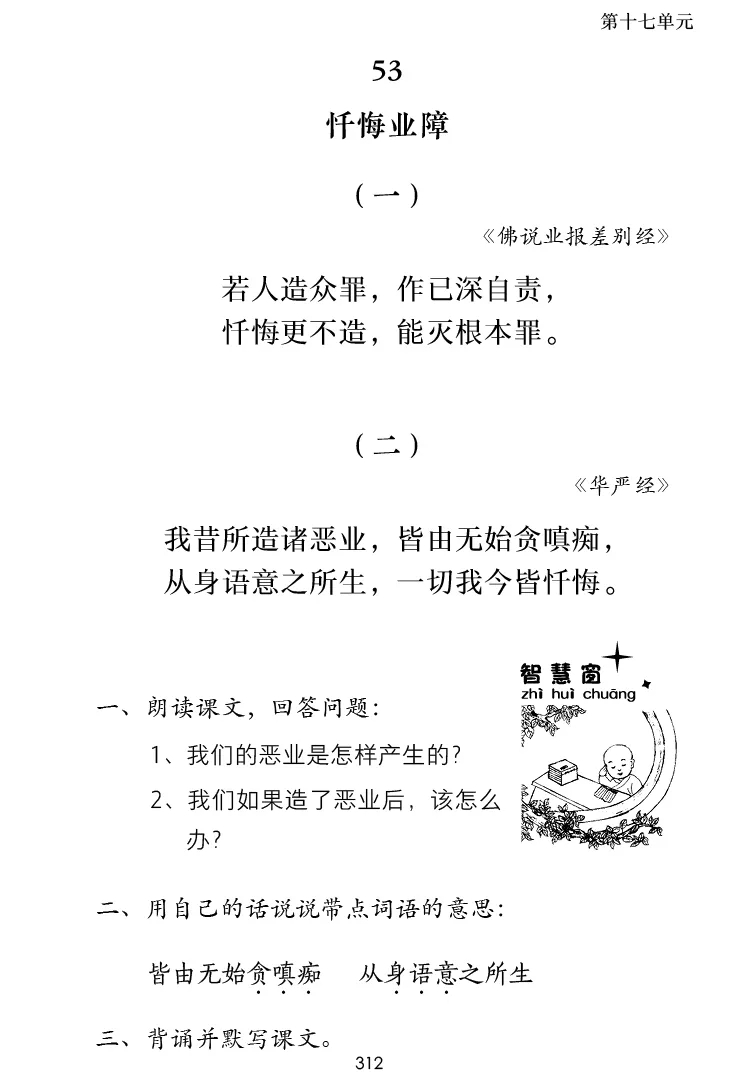 第十七单元
53
忏悔业障
（一）
《佛说业报差别经》
若人造众罪，作已深自责，
忏悔更不造，能灭根本罪。
（二）
《华严经》
我昔所造诸恶业，皆由无始贪嗔痴，
从身语意之所生，一切我今皆忏悔。
智慧窗
zhì huì chuāng
一、朗读课文，回答问题：
1、我们的恶业是怎样产生的？
2、我们如果造了恶业后，该怎么
办？
二、用自己的话说说带点词语的意思：
皆由无始贪嗔痴 从身语意之所生
三、背诵并默写课文。
312